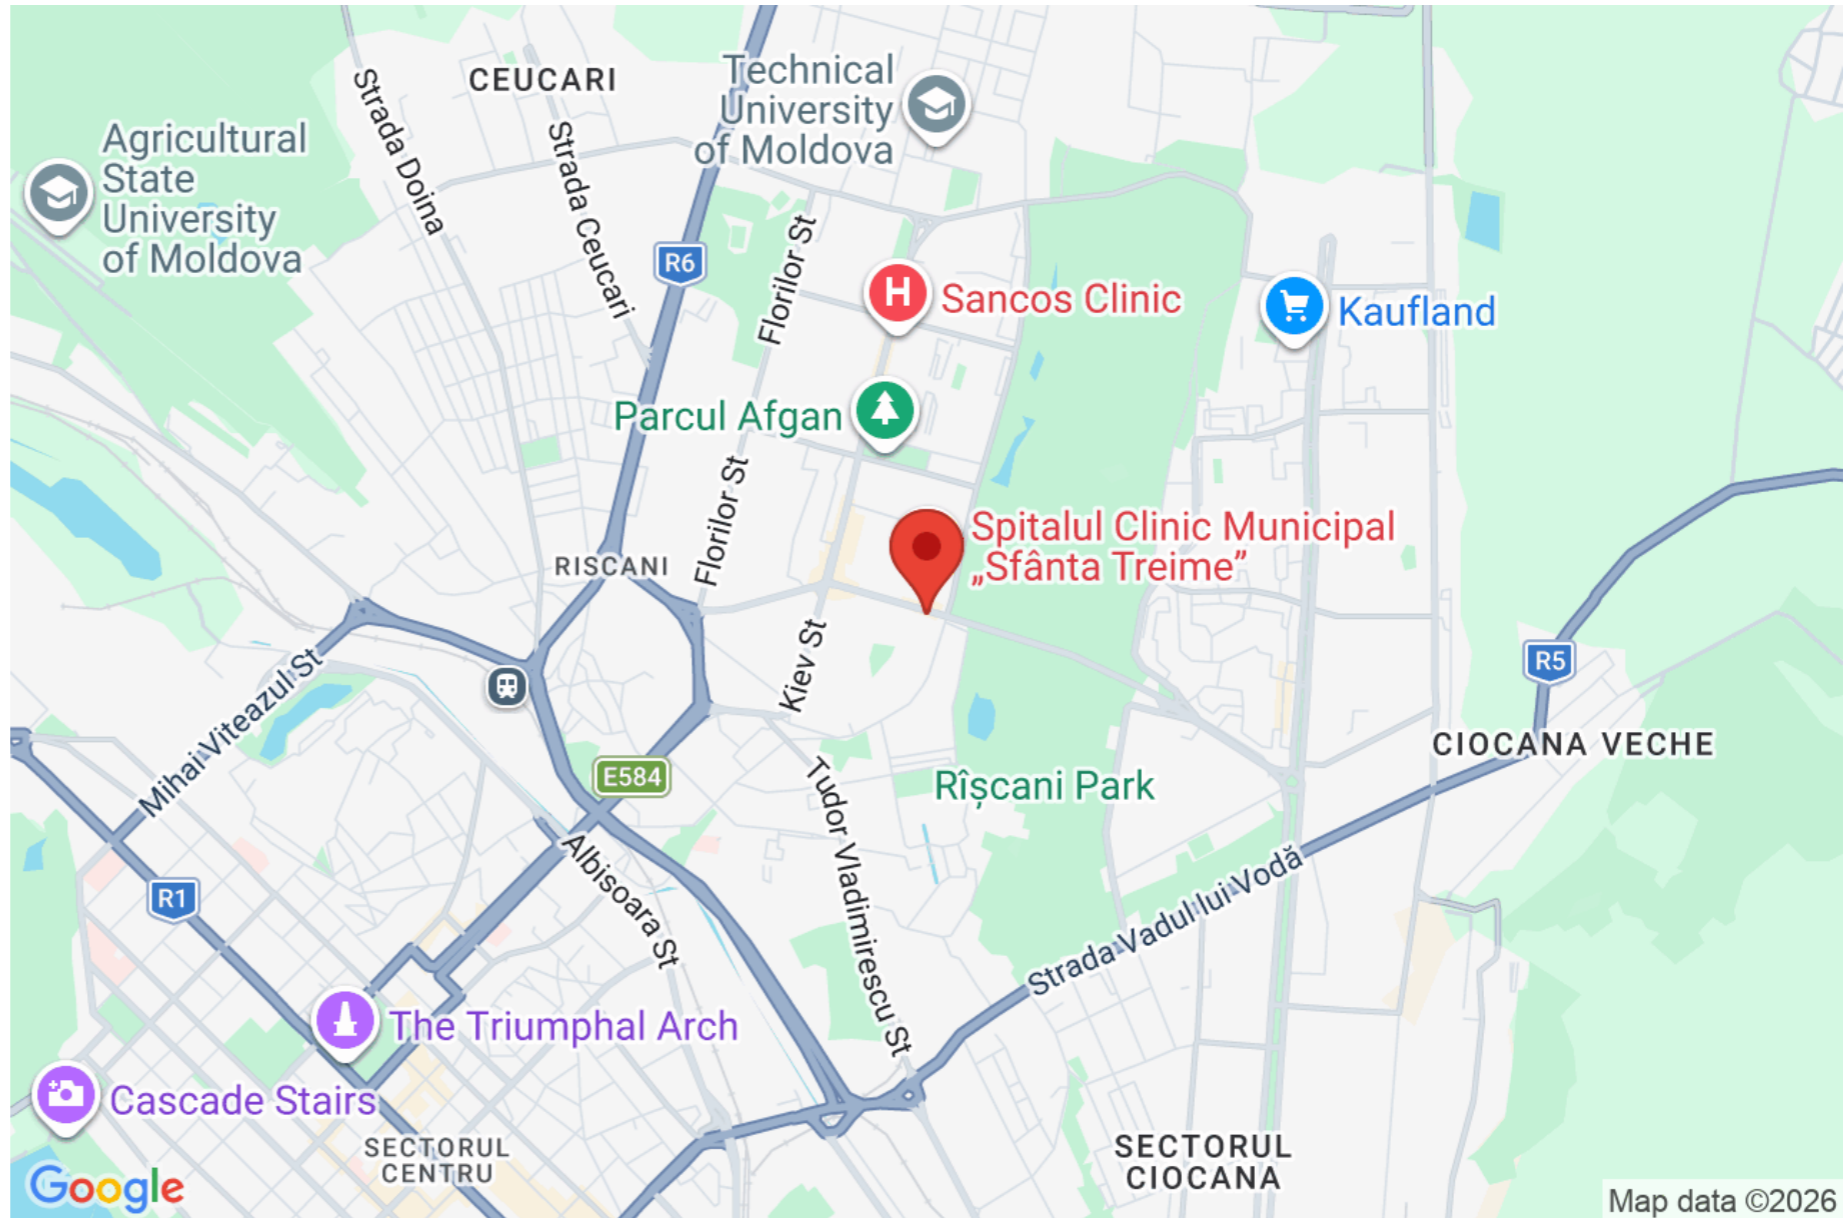 CEUCARI
Technical
University
of Moldova
Agricultural
State
University
of Moldova
Strada Doina
Strada Ceucari
R6
Florilor St
H
Sancos Clinic
Kaufland
Parcul Afgan
Florilor St
Spitalul Clinic Municipal
„Sfânta Treime”
RISCANI
Kiev St
Mihai Viteazul St
R5
CIOCANA VECHE
E584
Rîșcani Park
Tudor Vladimirescu St
Albisoara St
Strada Vadul lui Vodă
R1
The Triumphal Arch
Cascade Stairs
SECTORUL
CENTRU
SECTORUL
CIOCANA
Google
Map data ©2026